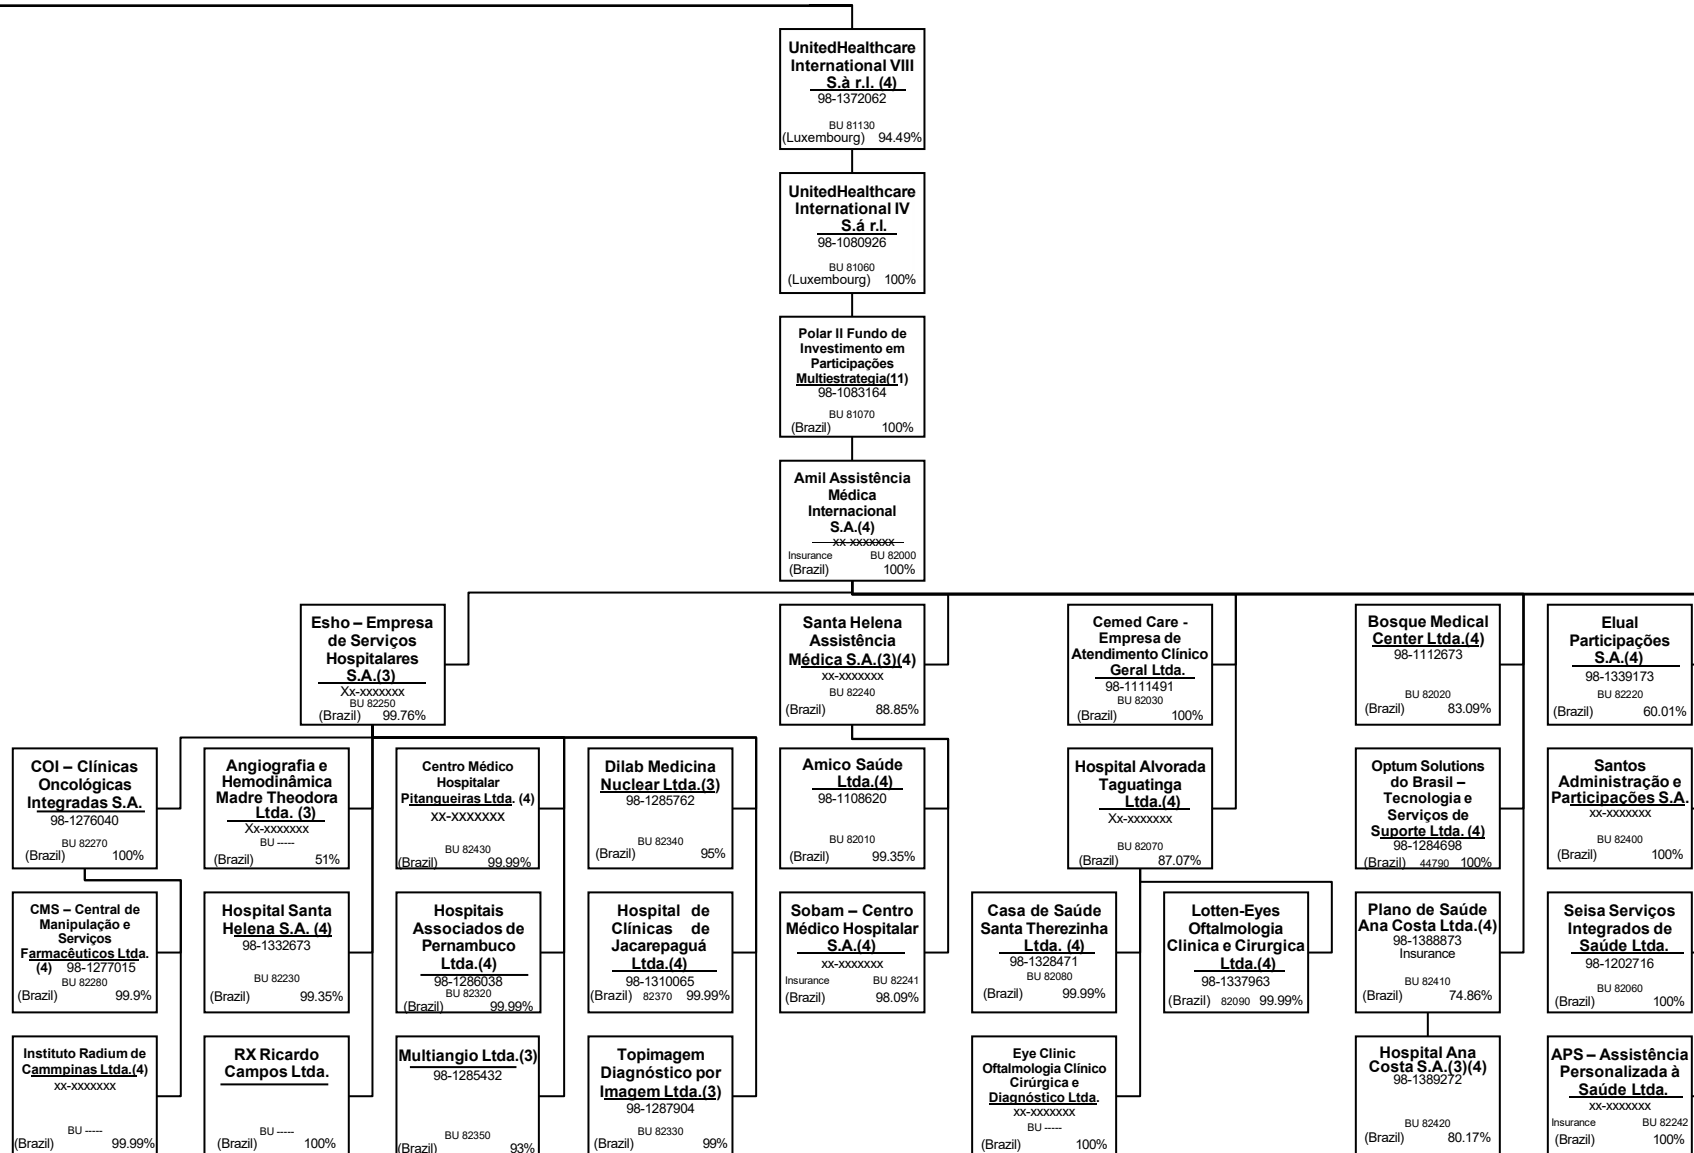 UnitedHealthcare
International VIII
S.à r.l. (4)
98-1372062
BU 81130
(Luxembourg) 94.49%
UnitedHealthcare
International IV
S.á r.l.
98-1080926
BU 81060
(Luxembourg) 100%
Polar II Fundo de
Investimento em
Participações
Multiestrategia(11)
98-1083164
BU 81070
(Brazil) 100%
Amil Assistência
Médica
Internacional
S.A.(4)
xx-xxxxxxx
Insurance BU 82000
(Brazil) 100%
Esho – Empresa
de Serviços
Hospitalares
S.A.(3)
Xx-xxxxxxx
BU 82250
(Brazil) 99.76%
Santa Helena
Assistência
Médica S.A.(3)(4)
xx-xxxxxxx
BU 82240
(Brazil) 88.85%
Cemed Care -
Empresa de
Atendimento Clínico
Geral Ltda.
98-1111491
BU 82030
(Brazil) 100%
Bosque Medical
Center Ltda.(4)
98-1112673
BU 82020
(Brazil) 83.09%
Elual
Participações
S.A.(4)
98-1339173
BU 82220
(Brazil) 60.01%
COI – Clínicas
Oncológicas
Integradas S.A.
98-1276040
BU 82270
(Brazil) 100%
Angiografia e
Hemodinâmica
Madre Theodora
Ltda. (3)
Xx-xxxxxxx
BU -----
(Brazil) 51%
Centro Médico
Hospitalar
Pitangueiras Ltda. (4)
xx-xxxxxxx
BU 82430
(Brazil) 99.99%
Dilab Medicina
Nuclear Ltda.(3)
98-1285762
BU 82340
(Brazil) 95%
Amico Saúde
Ltda.(4)
98-1108620
BU 82010
(Brazil) 99.35%
Hospital Alvorada
Taguatinga
Ltda.(4)
Xx-xxxxxxx
BU 82070
(Brazil) 87.07%
Optum Solutions
do Brasil –
Tecnologia e
Serviços de
Suporte Ltda. (4)
98-1284698
(Brazil) 44790 100%
Santos
Administração e
Participações S.A.
xx-xxxxxxx
BU 82400
(Brazil) 100%
CMS – Central de
Manipulação e
Serviços
Farmacêuticos Ltda.
(4) 98-1277015
BU 82280
(Brazil) 99.9%
Hospital Santa
Helena S.A. (4)
98-1332673
BU 82230
(Brazil) 99.35%
Hospitais
Associados de
Pernambuco
Ltda.(4)
98-1286038
BU 82320
(Brazil) 99.99%
Hospital de
Clínicas de
Jacarepaguá
Ltda.(4)
98-1310065
(Brazil) 82370 99.99%
Sobam – Centro
Médico Hospitalar
S.A.(4)
xx-xxxxxxx
Insurance BU 82241
(Brazil) 98.09%
Casa de Saúde
Santa Therezinha
Ltda. (4)
98-1328471
BU 82080
(Brazil) 99.99%
Lotten-Eyes
Oftalmologia
Clinica e Cirurgica
Ltda.(4)
98-1337963
(Brazil) 82090 99.99%
Plano de Saúde
Ana Costa Ltda.(4)
98-1388873
Insurance
BU 82410
(Brazil) 74.86%
Seisa Serviços
Integrados de
Saúde Ltda.
98-1202716
BU 82060
(Brazil) 100%
Instituto Radium de
Cammpinas Ltda.(4)
xx-xxxxxxx
BU -----
(Brazil) 99.99%
RX Ricardo
Campos Ltda.
BU -----
(Brazil) 100%
Multiangio Ltda.(3)
98-1285432
BU 82350
(Brazil) 93%
Topimagem
Diagnóstico por
Imagem Ltda.(3)
98-1287904
BU 82330
(Brazil) 99%
Eye Clinic
Oftalmologia Clínico
Cirúrgica e
Diagnóstico Ltda.
xx-xxxxxxx
BU -----
(Brazil) 100%
Hospital Ana
Costa S.A.(3)(4)
98-1389272
BU 82420
(Brazil) 80.17%
APS – Assistência
Personalizada à
Saúde Ltda.
xx-xxxxxxx
Insurance BU 82242
(Brazil) 100%